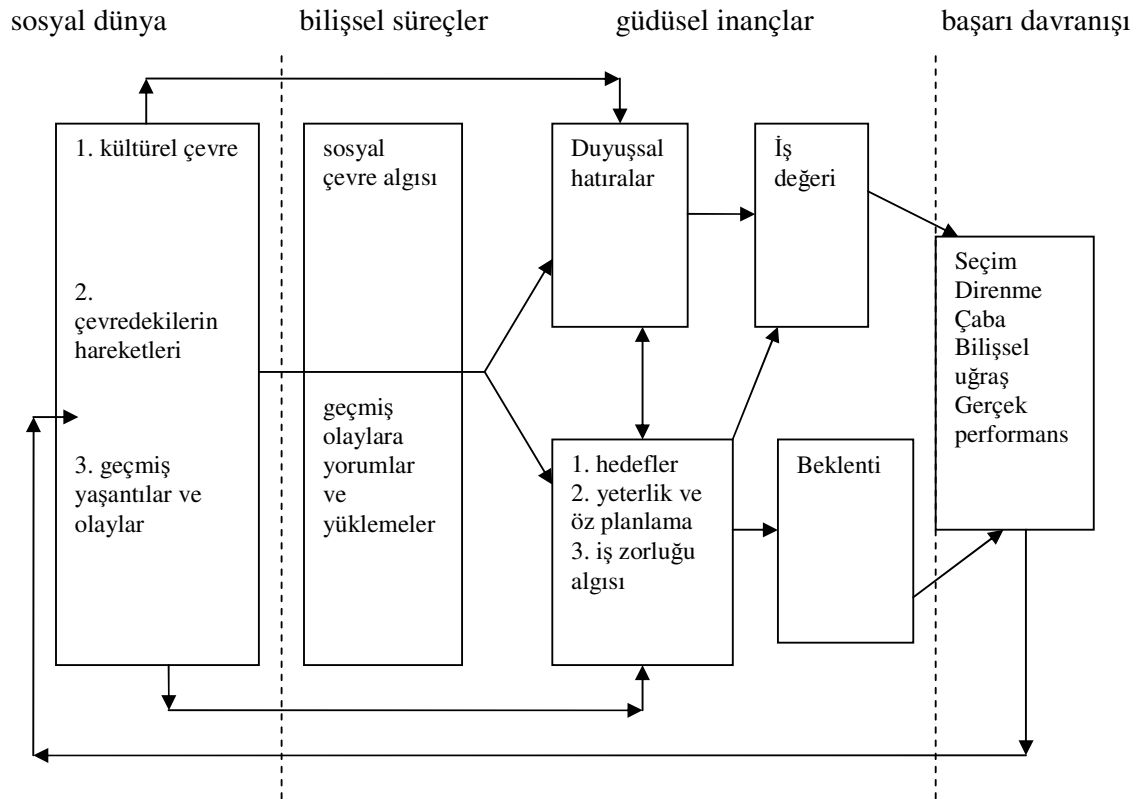 sosyal dünya
bilişsel süreçler
güdüsel inançlar
başarı davranışı
1. kültürel çevre
2.
çevredekilerin
hareketleri
3. geçmiş
yaşantılar ve
olaylar
sosyal
çevre algısı
geçmiş
olaylara
yorumlar
ve
yüklemeler
Duyuşsal
hatıralar
1. hedefler
2. yeterlik ve
öz planlama
3. iş zorluğu
algısı
İş
değeri
Beklenti
Seçim
Direnme
Çaba
Bilişsel
uğraş
Gerçek
performans